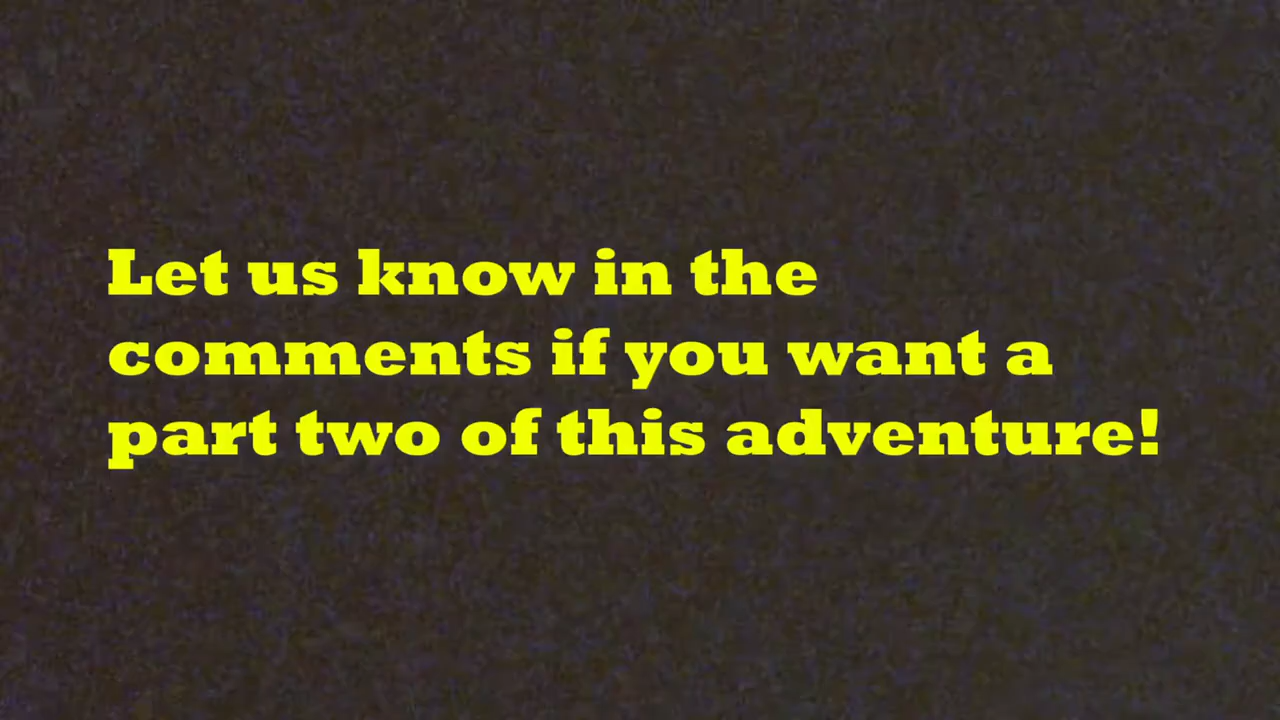 Let us know in the
comments if you want a
part two of this adventure!